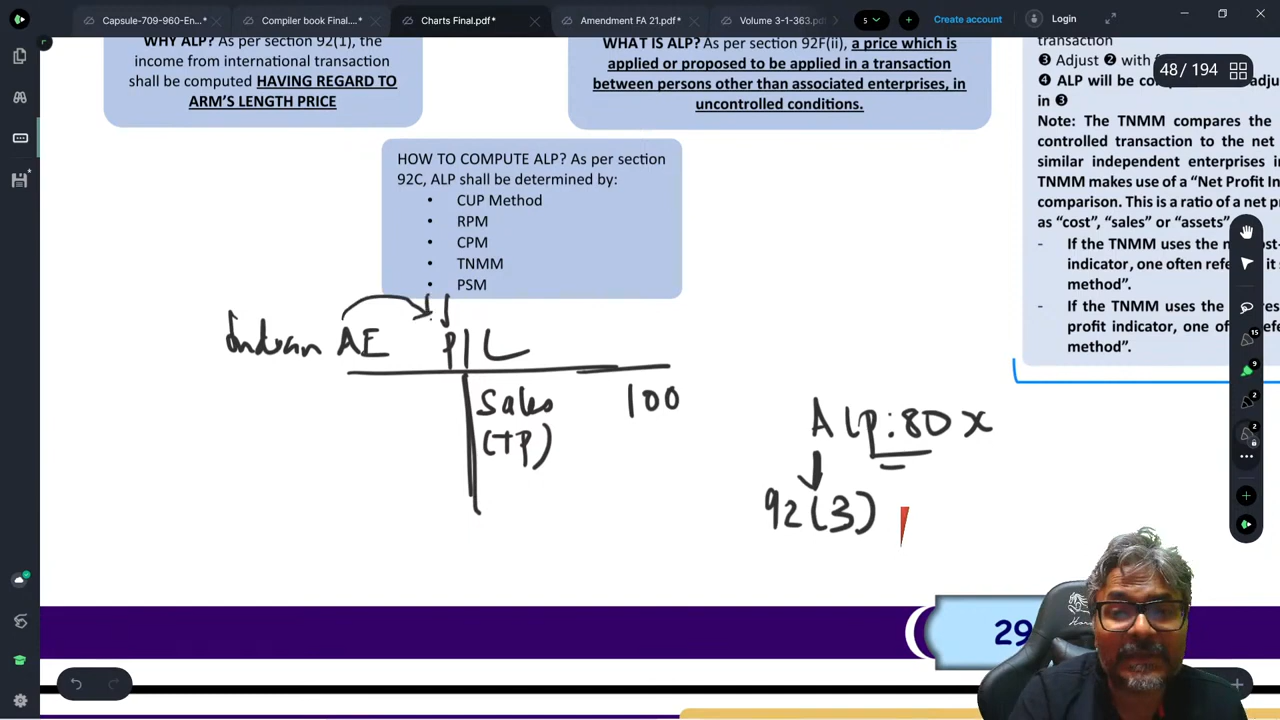 Capsule-709-960-En...*
Compiler book Final....*
Charts Final.pdf*
Amendment FA 21.pdf*
Volume 3-1-363.pd
5
Create account
Login
48 / 194
WHY ALP? As per section 92(1), the
income from international transaction
shall be computed HAVING REGARD TO
ARM'S LENGTH PRICE
WHAT IS ALP? As per section 92F(ii), a price which is
applied or proposed to be applied in a transaction
between persons other than associated enterprises, in
uncontrolled conditions.
HOW TO COMPUTE ALP? As per section
92C, ALP shall be determined by:
• CUP Method
• RPM
• CPM
• TNMM
• PSM
transaction
❸ Adjust ❷ with f
❹ ALP will be co
in ❸
Note: The TNMM compares the
controlled transaction to the net
similar independent enterprises in
TNMM makes use of a "Net Profit In
comparison. This is a ratio of a net p
as "cost", "sales" or "assets"
- If the TNMM uses the n
indicator, one often refe
method".
- If the TNMM uses the
profit indicator, one of
method".
Indian AE P|L
Sales 100
(TP)
Alp: 80 x
92(3)
29
15
9
2
2